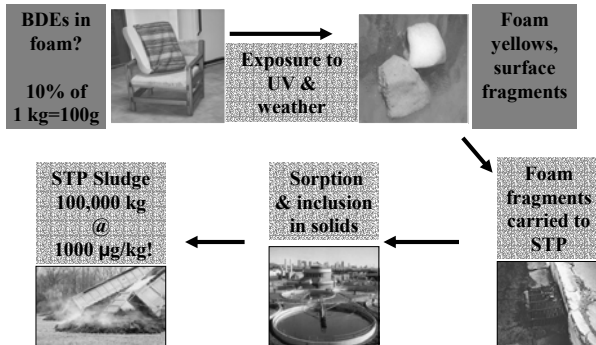 BDEs in
foam?
10% of
1 kg=100g
Exposure to
UV &
weather
Foam
yellows,
surface
fragments
Foam
fragments
carried to
STP
Sorption
& inclusion
in solids
STP Sludge
100,000 kg
@
1000 µg/kg!